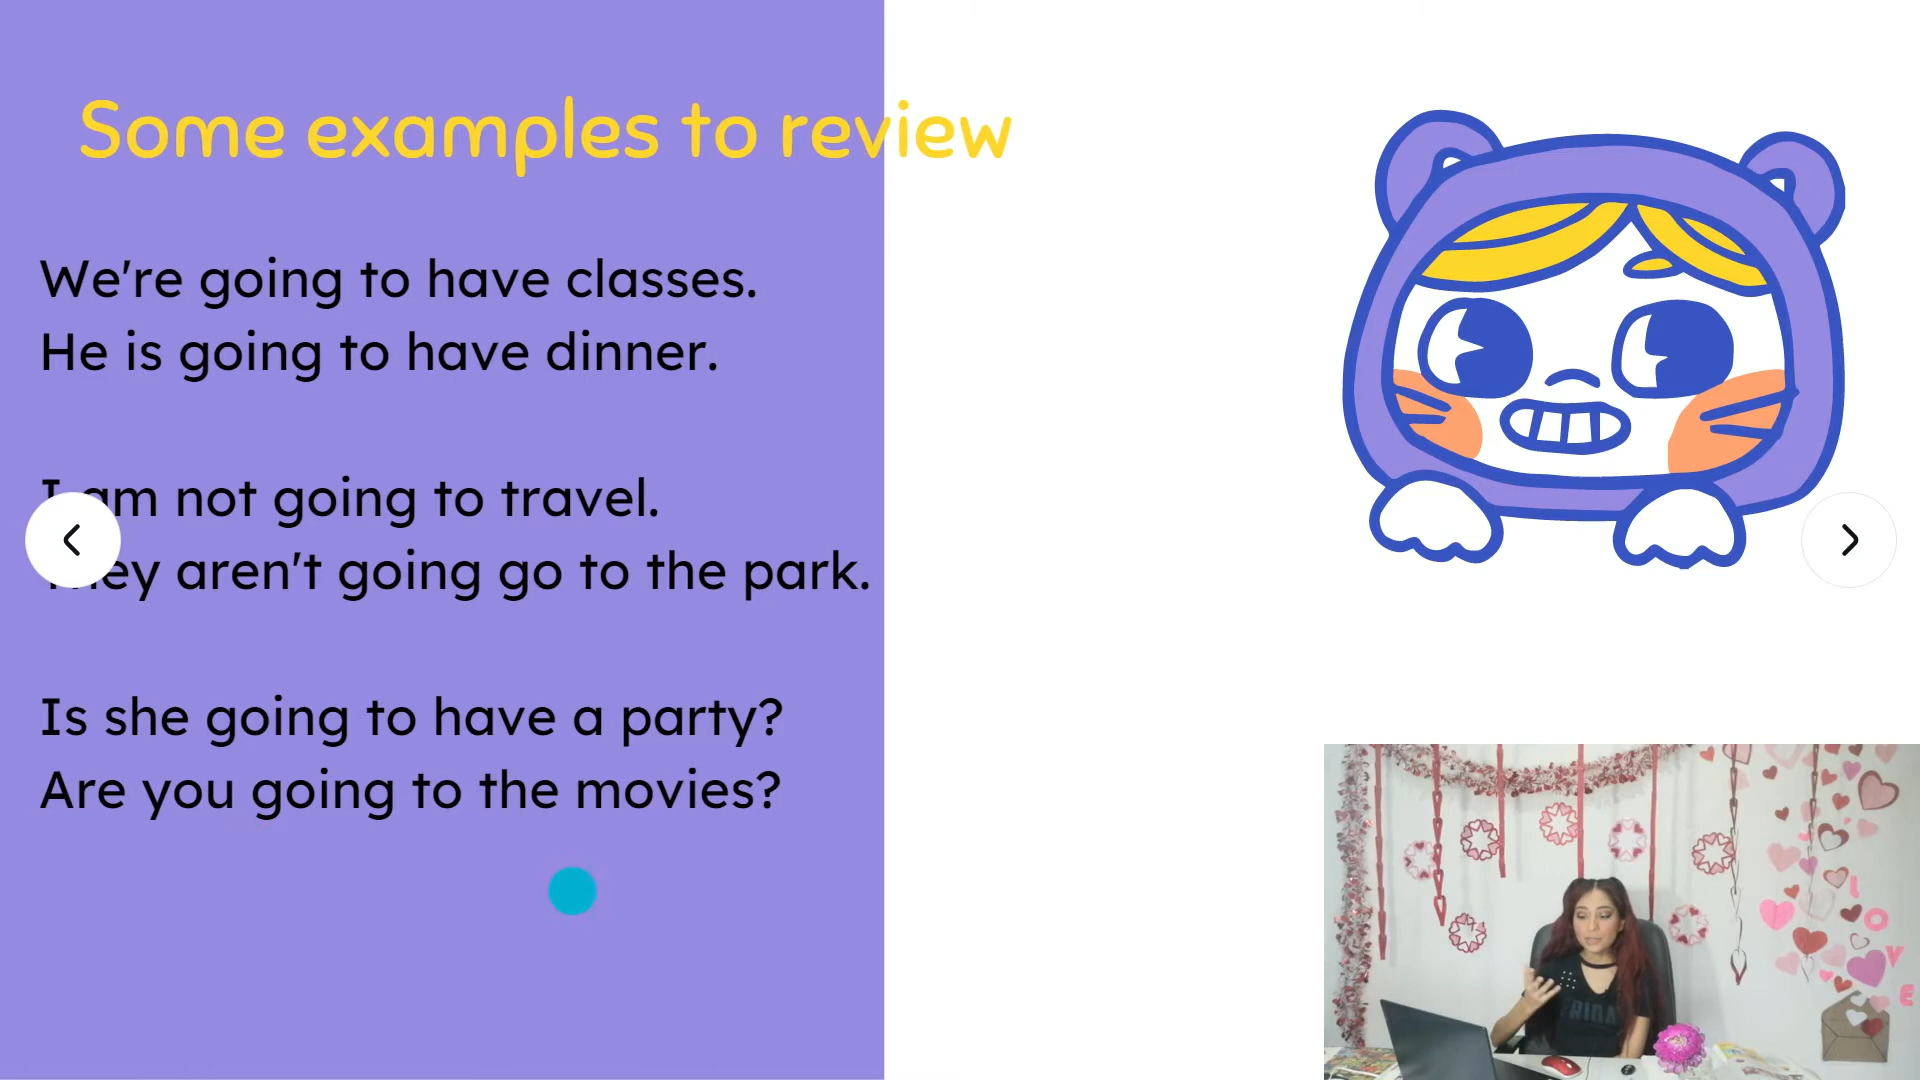 Some examples to review
We're going to have classes.
He is going to have dinner.
I am not going to travel.
They aren't going go to the park.
Is she going to have a party?
Are you going to the movies?
L
O
V
E